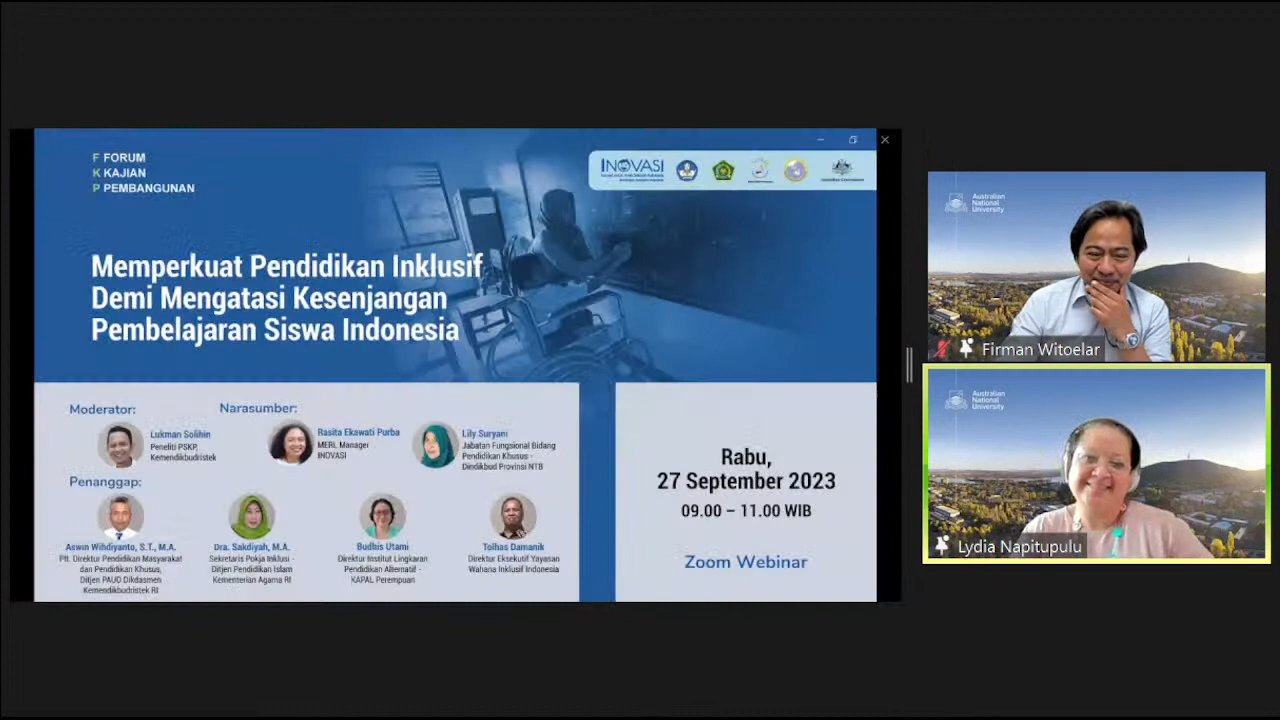 F FORUM
K KAJIAN
P PEMBANGUNAN
INOVASI
Memperkuat Pendidikan Inklusif
Demi Mengatasi Kesenjangan
Pembelajaran Siswa Indonesia
Moderator:
Lukman Solihin
Peneliti PSKP,
Kemendikbudristek
Narasumber:
Rasita Ekawati Purba
MERL Manager
INOVASI
Lily Suryani
Jabatan Fungsional Bidang
Pendidikan Khusus -
Dindikbud Provinsi NTB
Penanggap:
Aswin Wihdiyanto, S.T., M.A.
Plt. Direktur Pendidikan Masyarakat
dan Pendidikan Khusus,
Ditjen PAUD Dikdasmen
Kemendikbudristek RI
Dra. Sakdiyah, M.A.
Sekretaris Pokja Inklusi -
Ditjen Pendidikan Islam
Kementerian Agama RI
Budhis Utami
Direktur Institut Lingkaran
Pendidikan Alternatif -
KAPAL Perempuan
Tolhas Damanik
Direktur Eksekutif Yayasan
Wahana Inklusif Indonesia
Rabu,
27 September 2023
09.00 – 11.00 WIB
Zoom Webinar
Australian
National
University
Firman Witoelar
Australian
National
University
Lydia Napitupulu